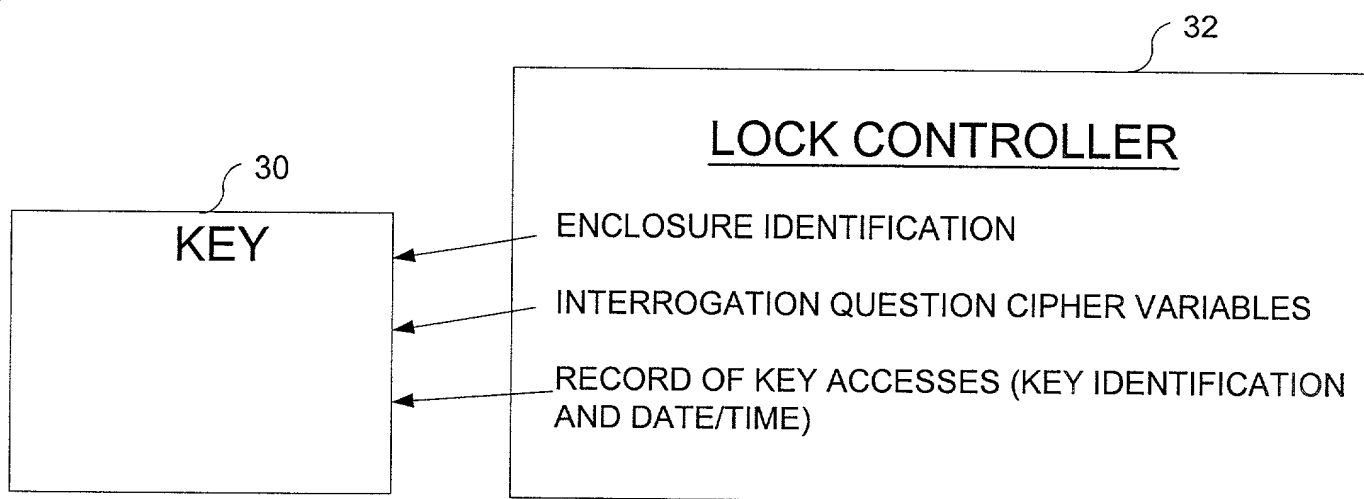 32
LOCK CONTROLLER
30
KEY
ENCLOSURE IDENTIFICATION
INTERROGATION QUESTION CIPHER VARIABLES
RECORD OF KEY ACCESSES (KEY IDENTIFICATION
AND DATE/TIME)